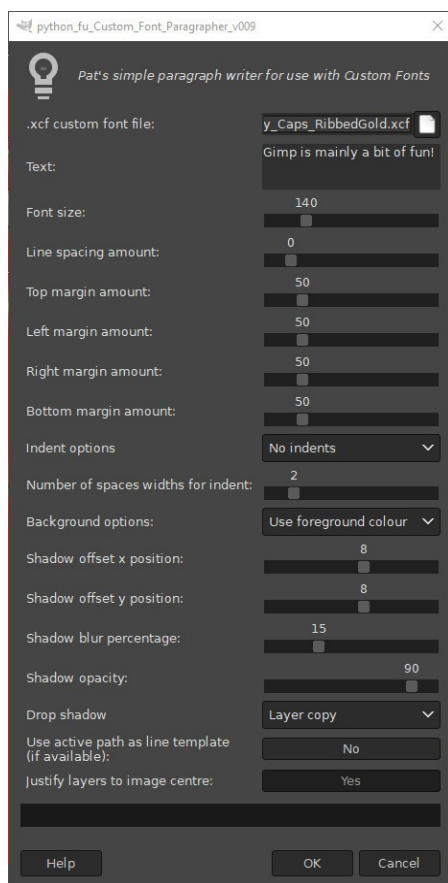 python_fu_Custom_Font_Paragrapher_v009
Pat's simple paragraph writer for use with Custom Fonts
.xcf custom font file: y_Caps_RibbedGold.xcf
Text: Gimp is mainly a bit of fun!
Font size: 140
Line spacing amount: 0
Top margin amount: 50
Left margin amount: 50
Right margin amount: 50
Bottom margin amount: 50
Indent options No indents
Number of spaces widths for indent: 2
Background options: Use foreground colour
Shadow offset x position: 8
Shadow offset y position: 8
Shadow blur percentage: 15
Shadow opacity: 90
Drop shadow Layer copy
Use active path as line template
(if available): No
Justify layers to image centre: Yes
Help OK Cancel